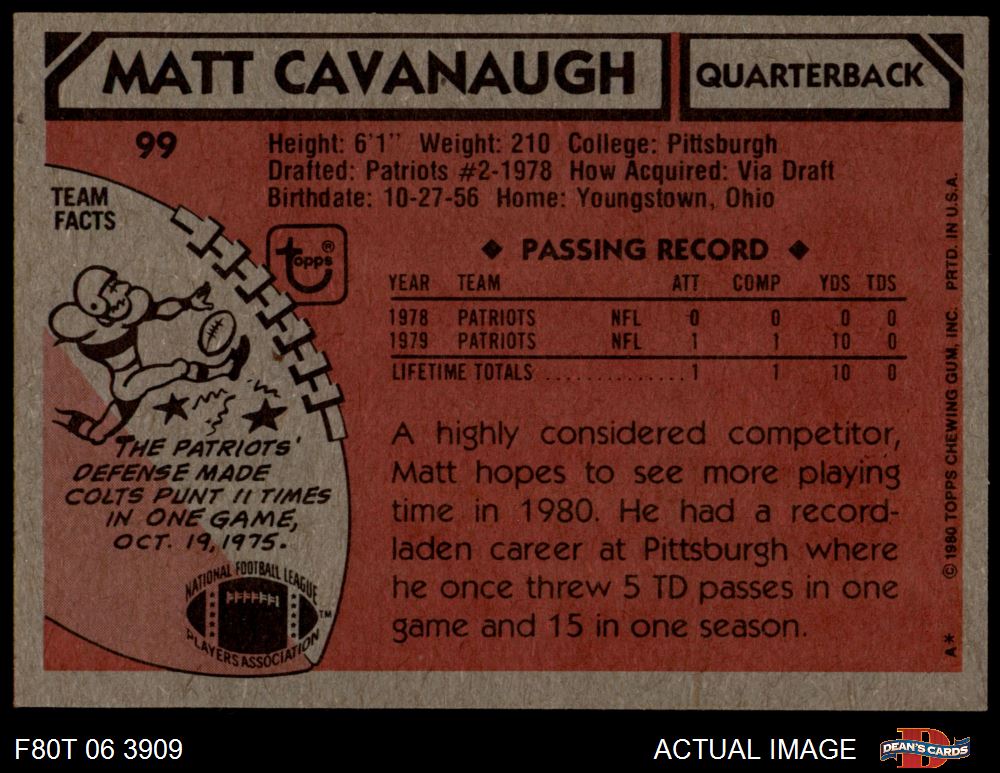 MATT CAVANAUGH
QUARTERBACK
99
Height: 6'1" Weight: 210 College: Pittsburgh
Drafted: Patriots #2-1978 How Acquired: Via Draft
Birthdate: 10-27-56 Home: Youngstown, Ohio
TEAM
FACTS
topps®
◆ PASSING RECORD ◆
YEAR TEAM ATT COMP YDS TDS
1978 PATRIOTS NFL 0 0 0 0
1979 PATRIOTS NFL 1 1 10 0
LIFETIME TOTALS ..............1 1 10 0
A highly considered competitor,
Matt hopes to see more playing
time in 1980. He had a record-
laden career at Pittsburgh where
he once threw 5 TD passes in one
game and 15 in one season.
THE PATRIOTS'
DEFENSE MADE
COLTS PUNT 11 TIMES
IN ONE GAME,
OCT. 19, 1975.
NATIONAL FOOTBALL LEAGUE
PLAYERS ASSOCIATION™
A* © 1980 TOPPS CHEWING GUM, INC. PRTD. IN U.S.A.
F80T 06 3909
ACTUAL IMAGE
DEAN'S CARDS